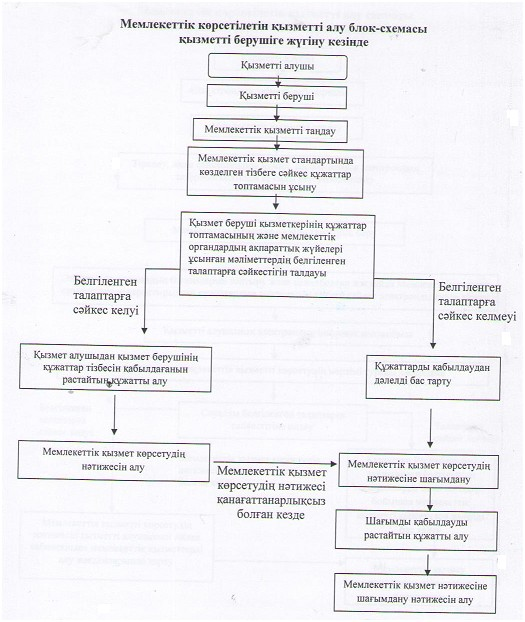 Мемлекеттік көрсетілетін қызметті алу блок-схемасы
қызметті берушіге жүгіну кезінде
Қызметті алушы
Қызметті беруші
Мемлекеттік қызметті таңдау
Мемлекеттік қызмет стандартында
көзделген тізбеге сәйкес құжаттар
топтамасын ұсыну
Қызмет беруші қызметкерінің құжаттар
топтамасының және мемлекеттік
органдардың акпараттық жүйелері
ұсынған мәліметтердің белгіленген
талаптарға сәйкестігін талдауы
Белгіленген
талаптарға
сәйкес келуі
Белгіленген
талаптарға
сәйкес келмеуі
Қызмет алушыдан қызмет берушінің
құжаттар тізбесін қабылдағанын
растайтын құжатты алу
Құжаттарды қабылдаудан
дәлелді бас тарту
Мемлекеттік қызмет көрсетудің
нәтижесін алу
Мемлекеттік қызмет
көрсетудің нәтижесі
қанағаттанарлықсыз
болған кезде
Мемлекеттік қызмет көрсетудің
нәтижесіне шағымдану
Шағымды қабылдауды
растайтын құжатты алу
Мемлекеттік қызмет нәтижесіне
шағымдану нәтижесін алу